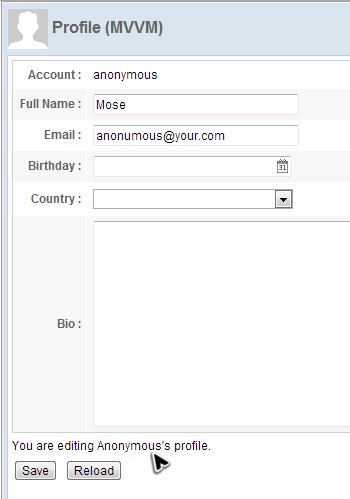 Profile (MVVM)
Account : anonymous
Full Name : Mose
Email : anonumous@your.com
Birthday :
31
Country :
Bio :
You are editing Anonymous's profile.
Save Reload